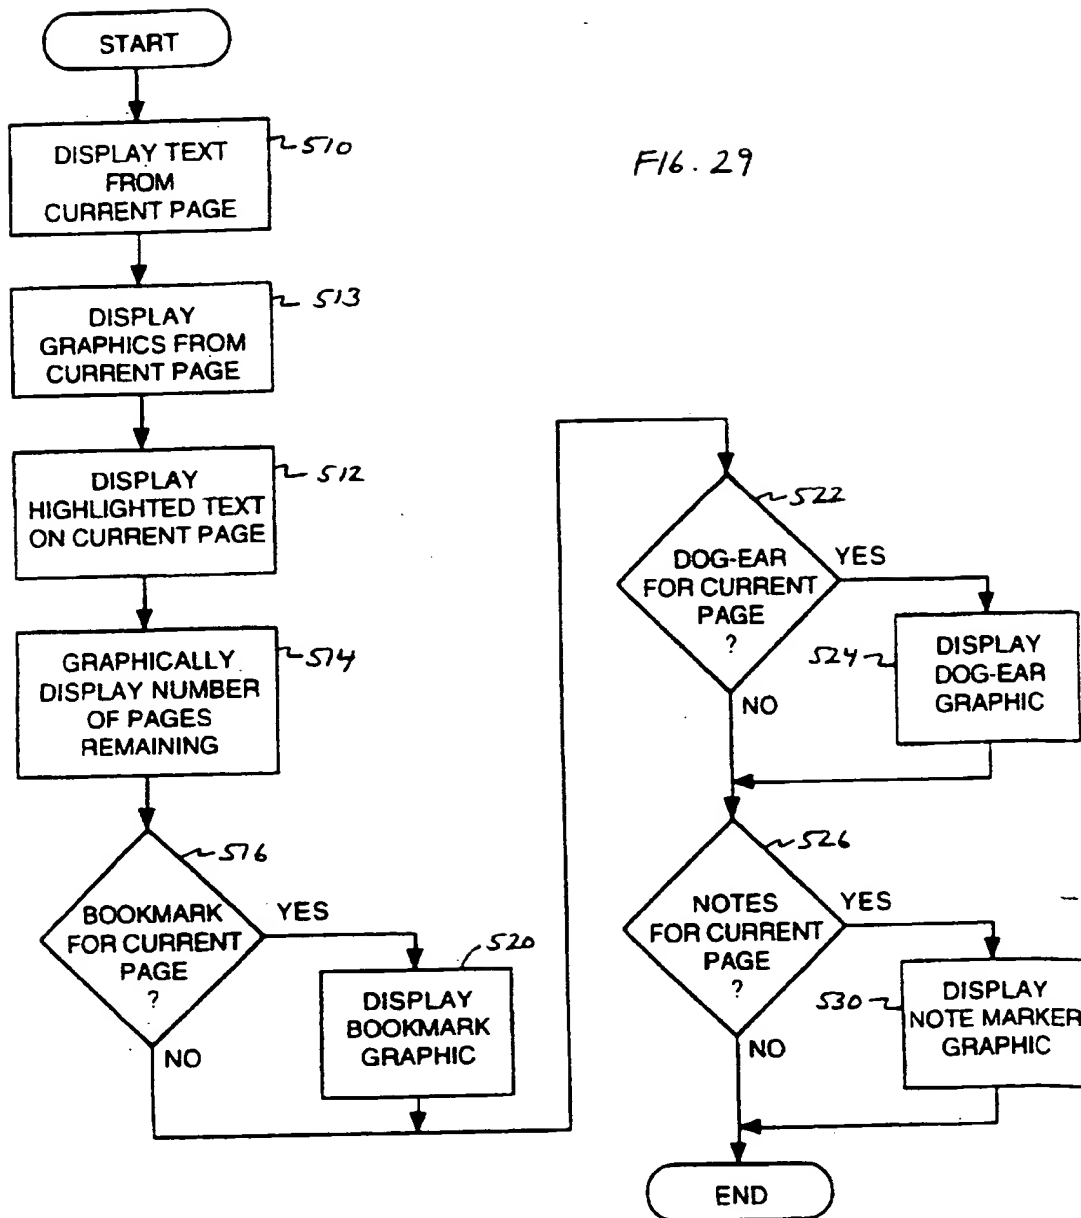 START
DISPLAY TEXT
FROM
CURRENT PAGE
510
FIG. 29
DISPLAY
GRAPHICS FROM
CURRENT PAGE
513
DISPLAY
HIGHLIGHTED TEXT
ON CURRENT PAGE
512
GRAPHICALLY
DISPLAY NUMBER
OF PAGES
REMAINING
514
BOOKMARK
FOR CURRENT
PAGE
?
516
YES
NO
DISPLAY
BOOKMARK
GRAPHIC
520
DOG-EAR
FOR CURRENT
PAGE
?
522
YES
NO
DISPLAY
DOG-EAR
GRAPHIC
524
NOTES
FOR CURRENT
PAGE
?
526
YES
NO
DISPLAY
NOTE MARKER
GRAPHIC
530
END